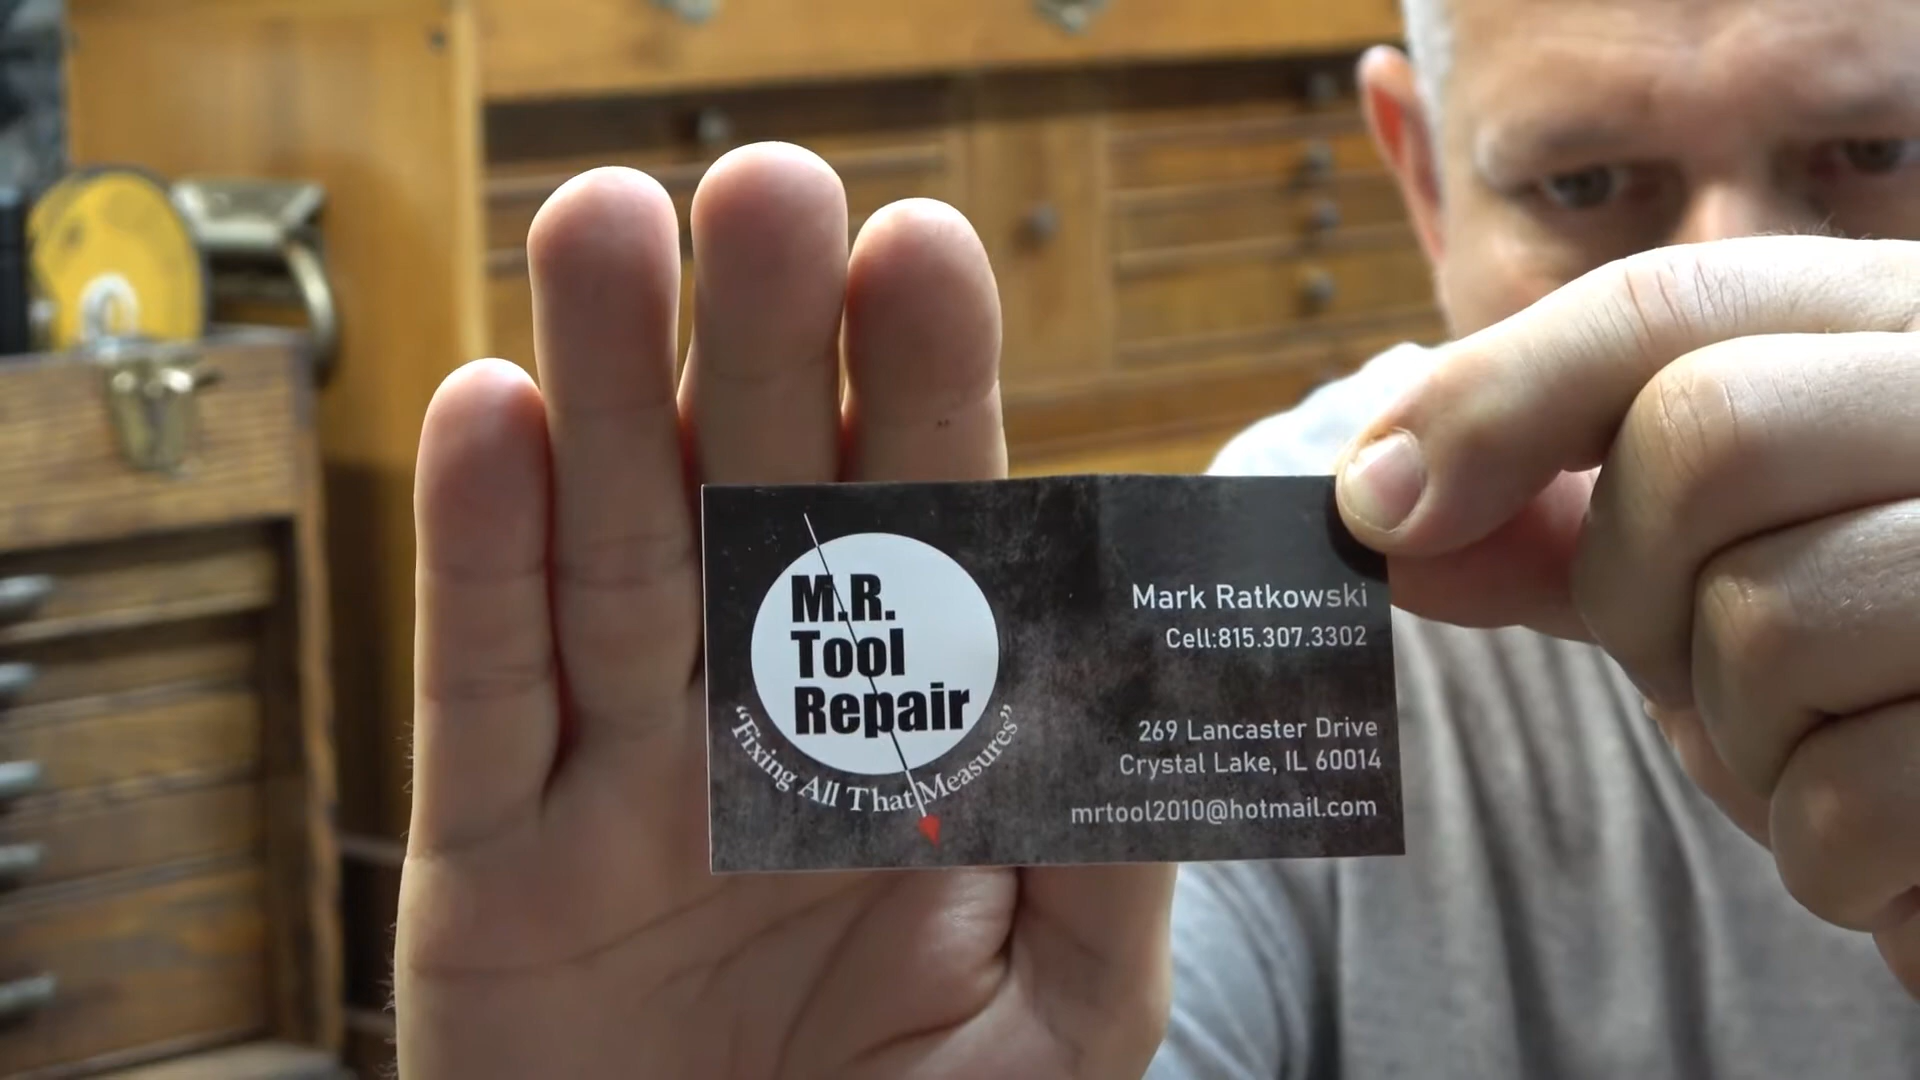 M.R.
Tool
Repair
“Fixing All That Measures”
Mark Ratkowski
Cell:815.307.3302
269 Lancaster Drive
Crystal Lake, IL 60014
mrtool2010@hotmail.com